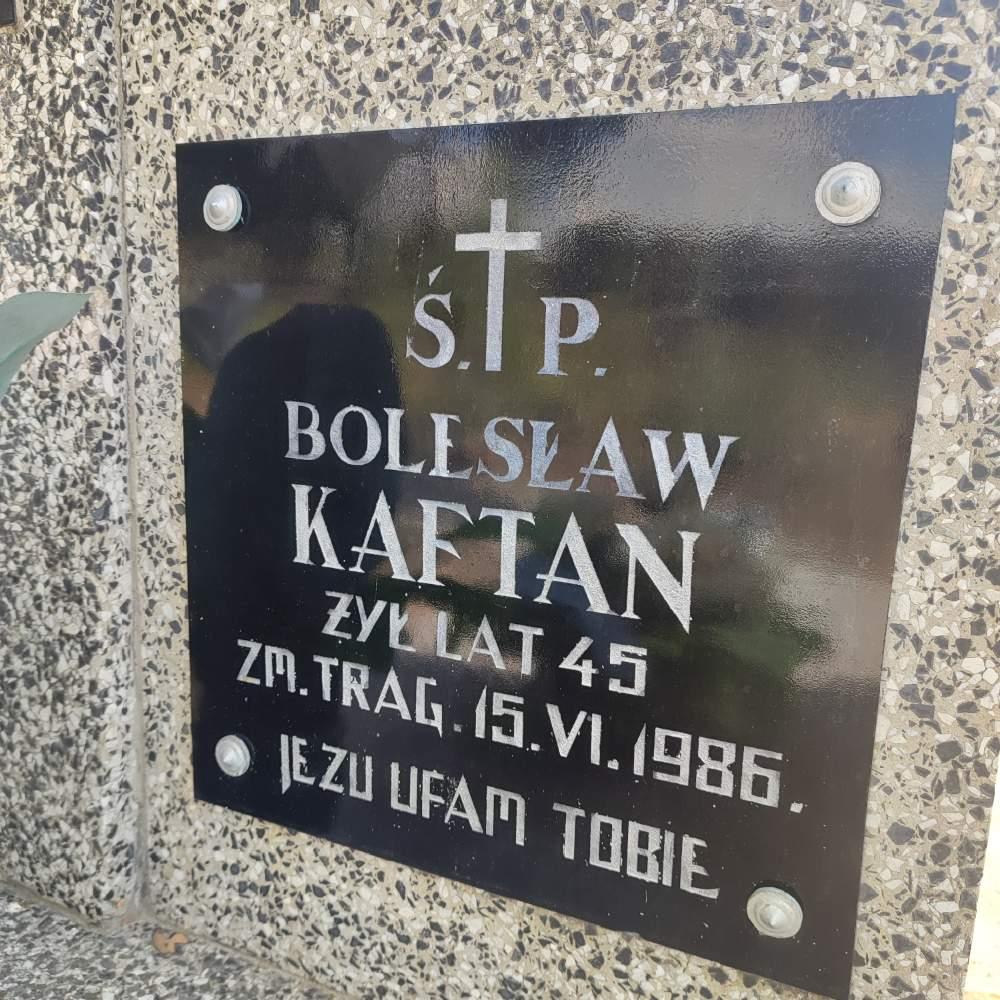 Ś. P.
BOLESŁAW
KAFTAN
ŻYŁ LAT 45
ZM. TRAG. 15. VI. 1986.
JEZU UFAM TOBIE